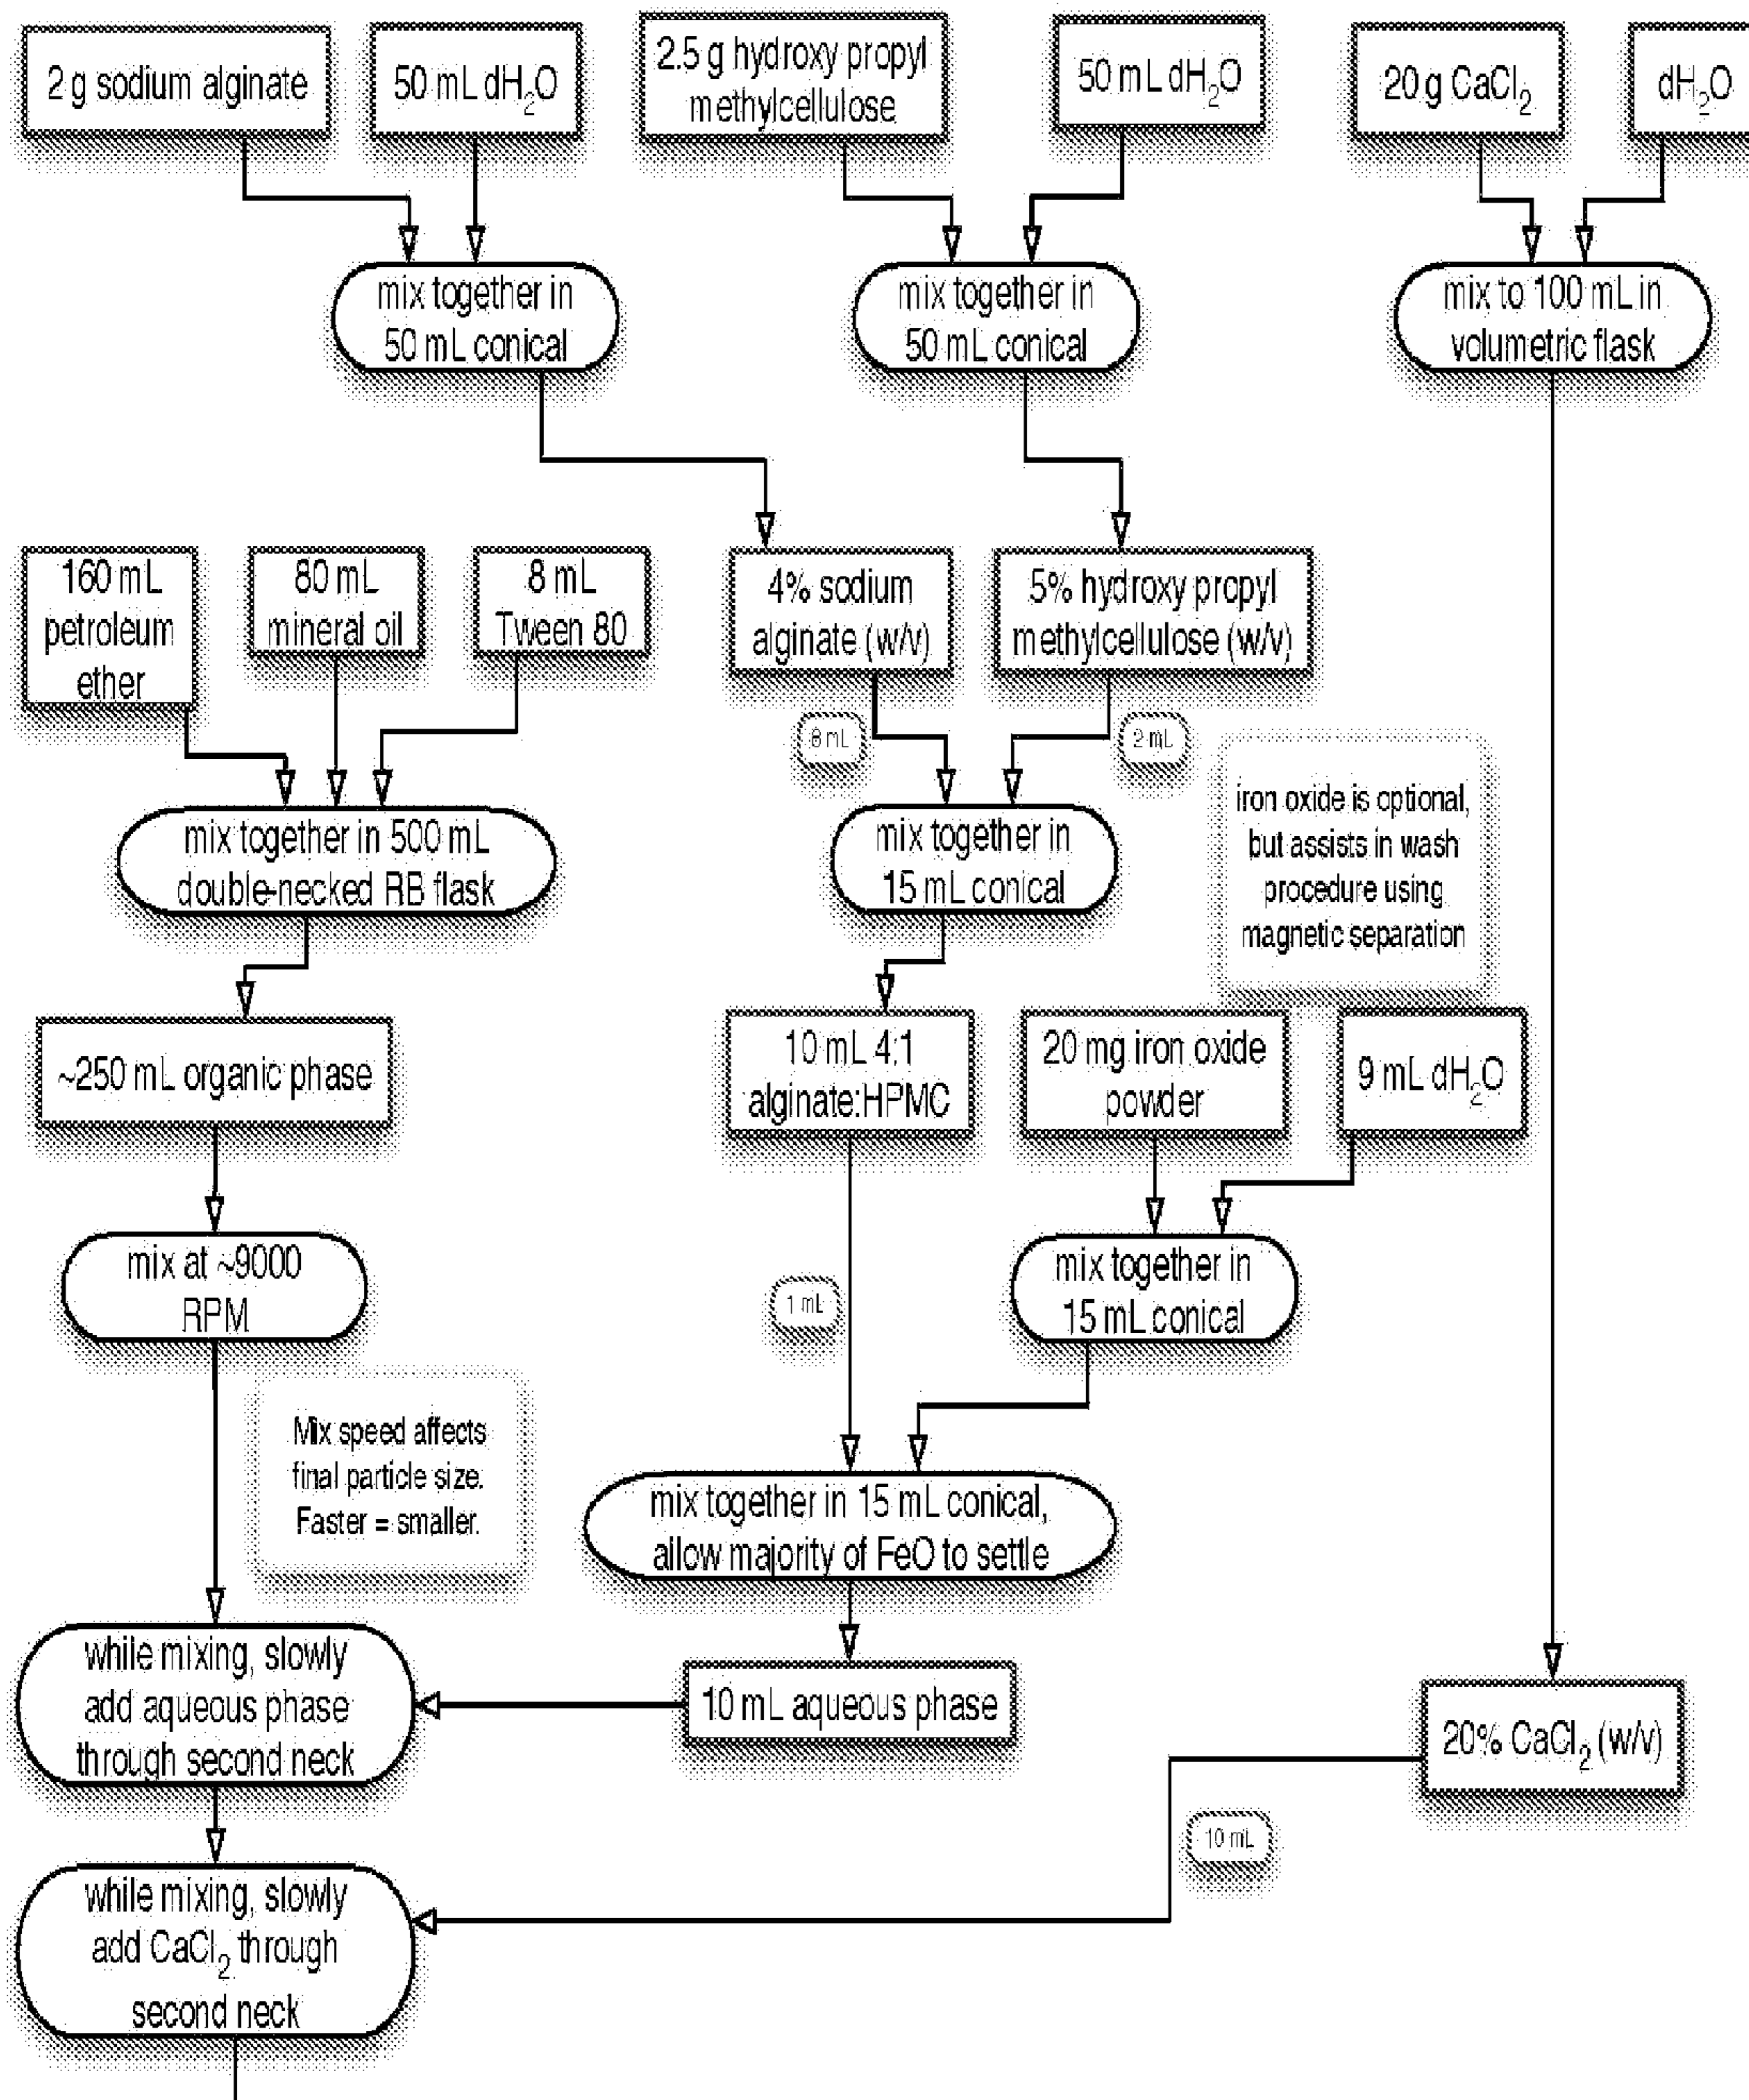 2 g sodium alginate
50 mL dH₂O
2.5 g hydroxy propyl
methylcellulose
50 mL dH₂O
20 g CaCl₂
dH₂O
mix together in
50 mL conical
mix together in
50 mL conical
mix to 100 mL in
volumetric flask
160 mL
petroleum
ether
80 mL
mineral oil
8 mL
Tween 80
4% sodium
alginate (w/v)
5% hydroxy propyl
methylcellulose (w/v)
8 mL
2 mL
mix together in 500 mL
double-necked RB flask
mix together in
15 mL conical
iron oxide is optional,
but assists in wash
procedure using
magnetic separation
~250 mL organic phase
10 mL 4:1
alginate:HPMC
20 mg iron oxide
powder
9 mL dH₂O
mix at ~9000
RPM
1 mL
mix together in
15 mL conical
Mix speed affects
final particle size.
Faster = smaller.
mix together in 15 mL conical,
allow majority of FeO to settle
while mixing, slowly
add aqueous phase
through second neck
10 mL aqueous phase
20% CaCl₂ (w/v)
10 mL
while mixing, slowly
add CaCl₂ through
second neck